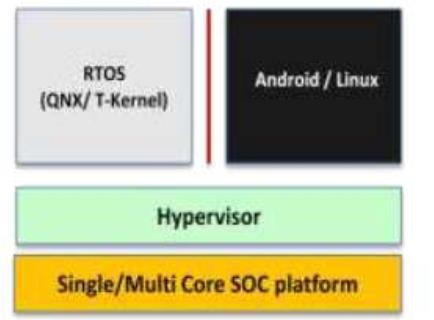 RTOS
(QNX/ T-Kernel)
Android / Linux
Hypervisor
Single/Multi Core SOC platform